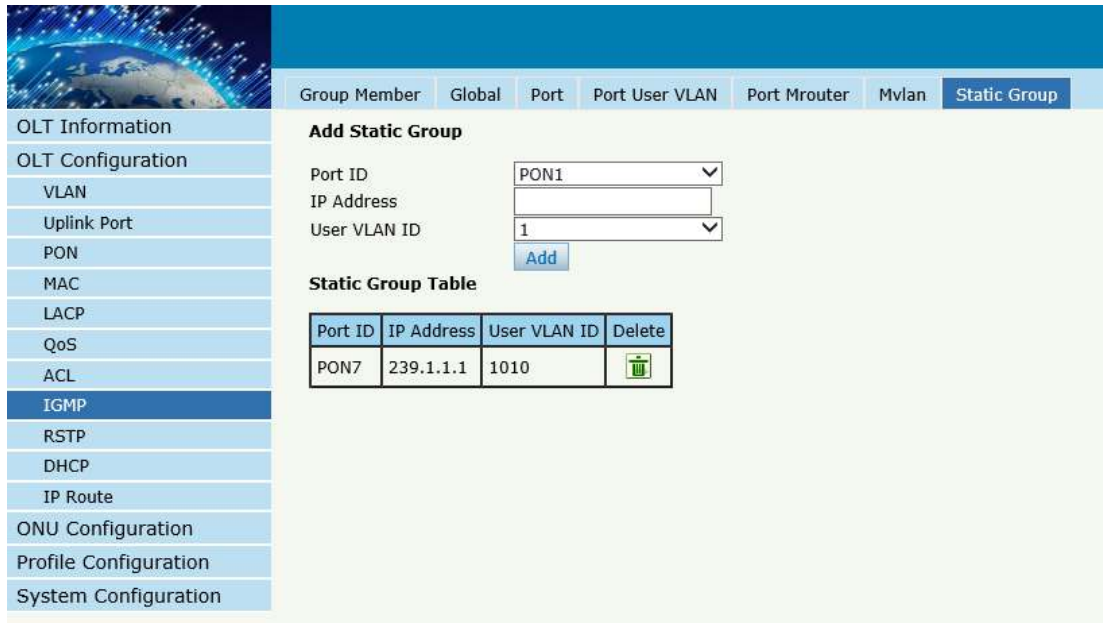 Group Member Global Port Port User VLAN Port Mrouter Mvlan Static Group
OLT Information
OLT Configuration
VLAN
Uplink Port
PON
MAC
LACP
QoS
ACL
IGMP
RSTP
DHCP
IP Route
ONU Configuration
Profile Configuration
System Configuration
Add Static Group
Port ID PON1
IP Address
User VLAN ID 1
Add
Static Group Table
Port ID IP Address User VLAN ID Delete
PON7 239.1.1.1 1010